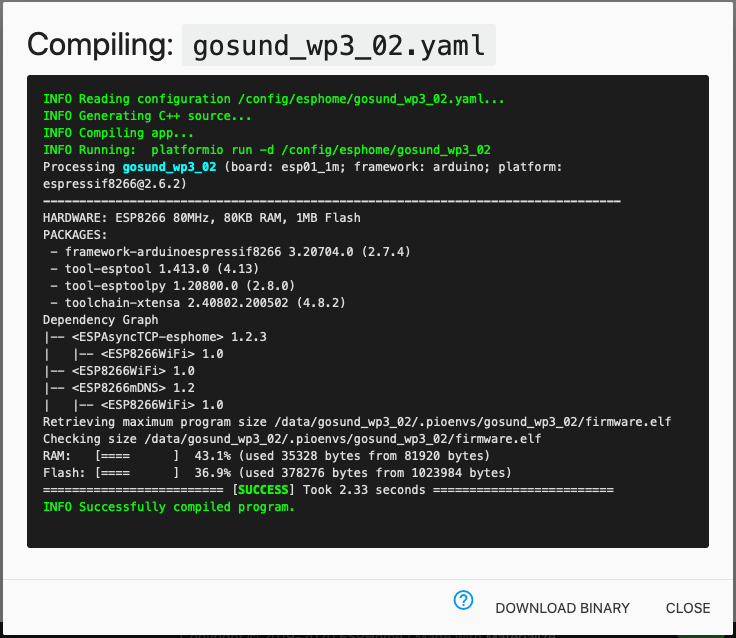 Compiling: gosund_wp3_02.yaml
INFO Reading configuration /config/esphome/gosund_wp3_02.yaml...
INFO Generating C++ source...
INFO Compiling app...
INFO Running:  platformio run -d /config/esphome/gosund_wp3_02
Processing gosund_wp3_02 (board: esp01_1m; framework: arduino; platform:
espressif8266@2.6.2)
--------------------------------------------------------------------------------
HARDWARE: ESP8266 80MHz, 80KB RAM, 1MB Flash
PACKAGES:
 - framework-arduinoespressif8266 3.20704.0 (2.7.4)
 - tool-esptool 1.413.0 (4.13)
 - tool-esptoolpy 1.20800.0 (2.8.0)
 - toolchain-xtensa 2.40802.200502 (4.8.2)
Dependency Graph
|-- <ESPAsyncTCP-esphome> 1.2.3
|   |-- <ESP8266WiFi> 1.0
|-- <ESP8266WiFi> 1.0
|-- <ESP8266mDNS> 1.2
|   |-- <ESP8266WiFi> 1.0
Retrieving maximum program size /data/gosund_wp3_02/.pioenvs/gosund_wp3_02/firmware.elf
Checking size /data/gosund_wp3_02/.pioenvs/gosund_wp3_02/firmware.elf
RAM:   [====      ]  43.1% (used 35328 bytes from 81920 bytes)
Flash: [====      ]  36.9% (used 378276 bytes from 1023984 bytes)
========================= [SUCCESS] Took 2.33 seconds =========================
INFO Successfully compiled program.
? DOWNLOAD BINARY CLOSE